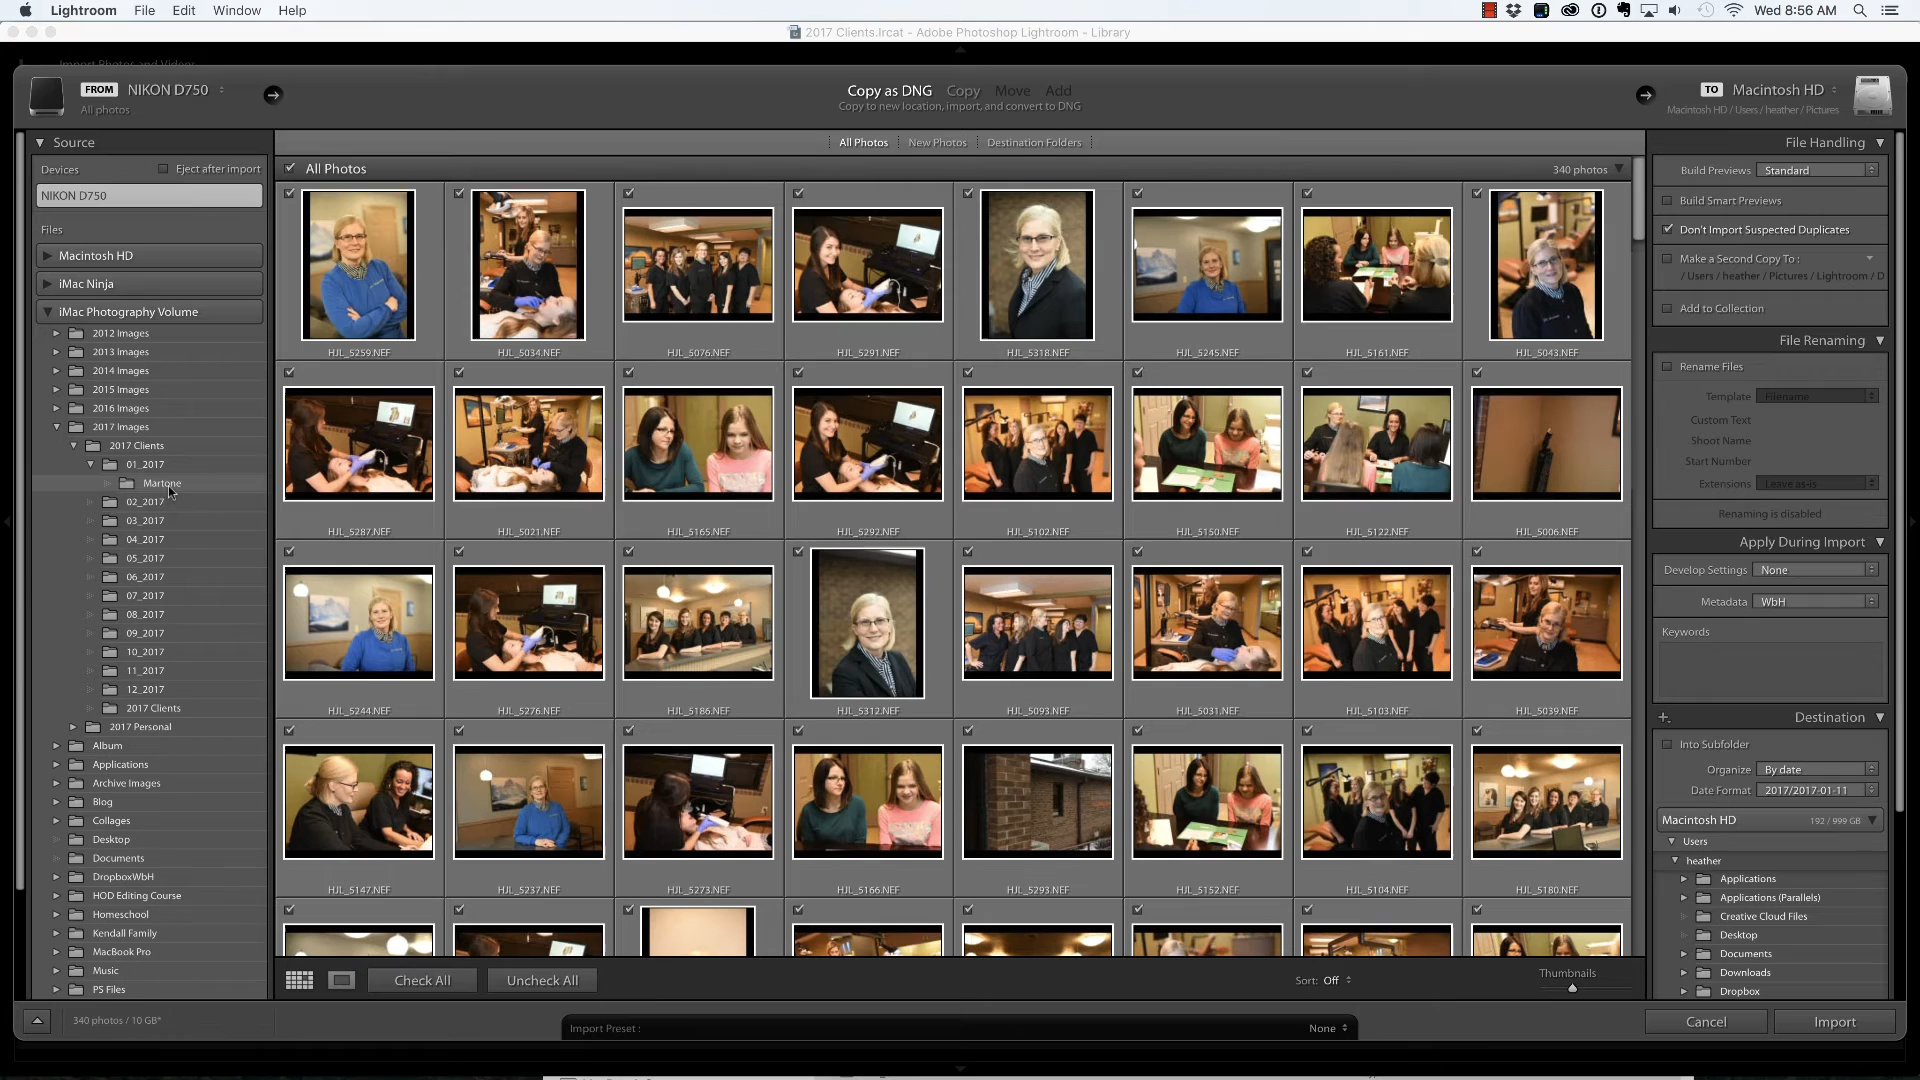 Lightroom File Edit Window Help Wed 8:56 AM
2017 Clients.lrcat - Adobe Photoshop Lightroom - Library
FROM NIKON D750
All photos
Copy as DNG Copy Move Add
Copy to new location, import, and convert to DNG
TO Macintosh HD
Macintosh HD / Users / heather / Pictures
Source
Devices Eject after import
NIKON D750
Files
Macintosh HD
iMac Ninja
iMac Photography Volume
2012 Images
2013 Images
2014 Images
2015 Images
2016 Images
2017 Images
2017 Clients
01_2017
Martone
02_2017
03_2017
04_2017
05_2017
06_2017
07_2017
08_2017
09_2017
10_2017
11_2017
12_2017
2017 Clients
2017 Personal
Album
Applications
Archive Images
Blog
Collages
Desktop
Documents
DropboxWbH
HOD Editing Course
Homeschool
Kendall Family
MacBook Pro
Music
PS Files
340 photos / 10 GB*
All Photos New Photos Destination Folders
All Photos 340 photos
HJL_5259.NEF HJL_5034.NEF HJL_5076.NEF HJL_5291.NEF HJL_5318.NEF HJL_5245.NEF HJL_5161.NEF HJL_5043.NEF
HJL_5287.NEF HJL_5021.NEF HJL_5165.NEF HJL_5292.NEF HJL_5102.NEF HJL_5150.NEF HJL_5122.NEF HJL_5006.NEF
HJL_5244.NEF HJL_5276.NEF HJL_5186.NEF HJL_5312.NEF HJL_5093.NEF HJL_5031.NEF HJL_5103.NEF HJL_5039.NEF
HJL_5147.NEF HJL_5237.NEF HJL_5273.NEF HJL_5166.NEF HJL_5293.NEF HJL_5152.NEF HJL_5104.NEF HJL_5180.NEF
Check All Uncheck All Sort: Off Thumbnails
Import Preset : None
File Handling
Build Previews Standard
Build Smart Previews
Don't Import Suspected Duplicates
Make a Second Copy To :
/ Users / heather / Pictures / Lightroom / D
Add to Collection
File Renaming
Rename Files
Template Filename
Custom Text
Shoot Name
Start Number
Extensions Leave as-is
Renaming is disabled
Apply During Import
Develop Settings None
Metadata WbH
Keywords
Destination
Into Subfolder
Organize By date
Date Format 2017/2017-01-11
Macintosh HD 192 / 999 GB
Users
heather
Applications
Applications (Parallels)
Creative Cloud Files
Desktop
Documents
Downloads
Dropbox
Cancel Import